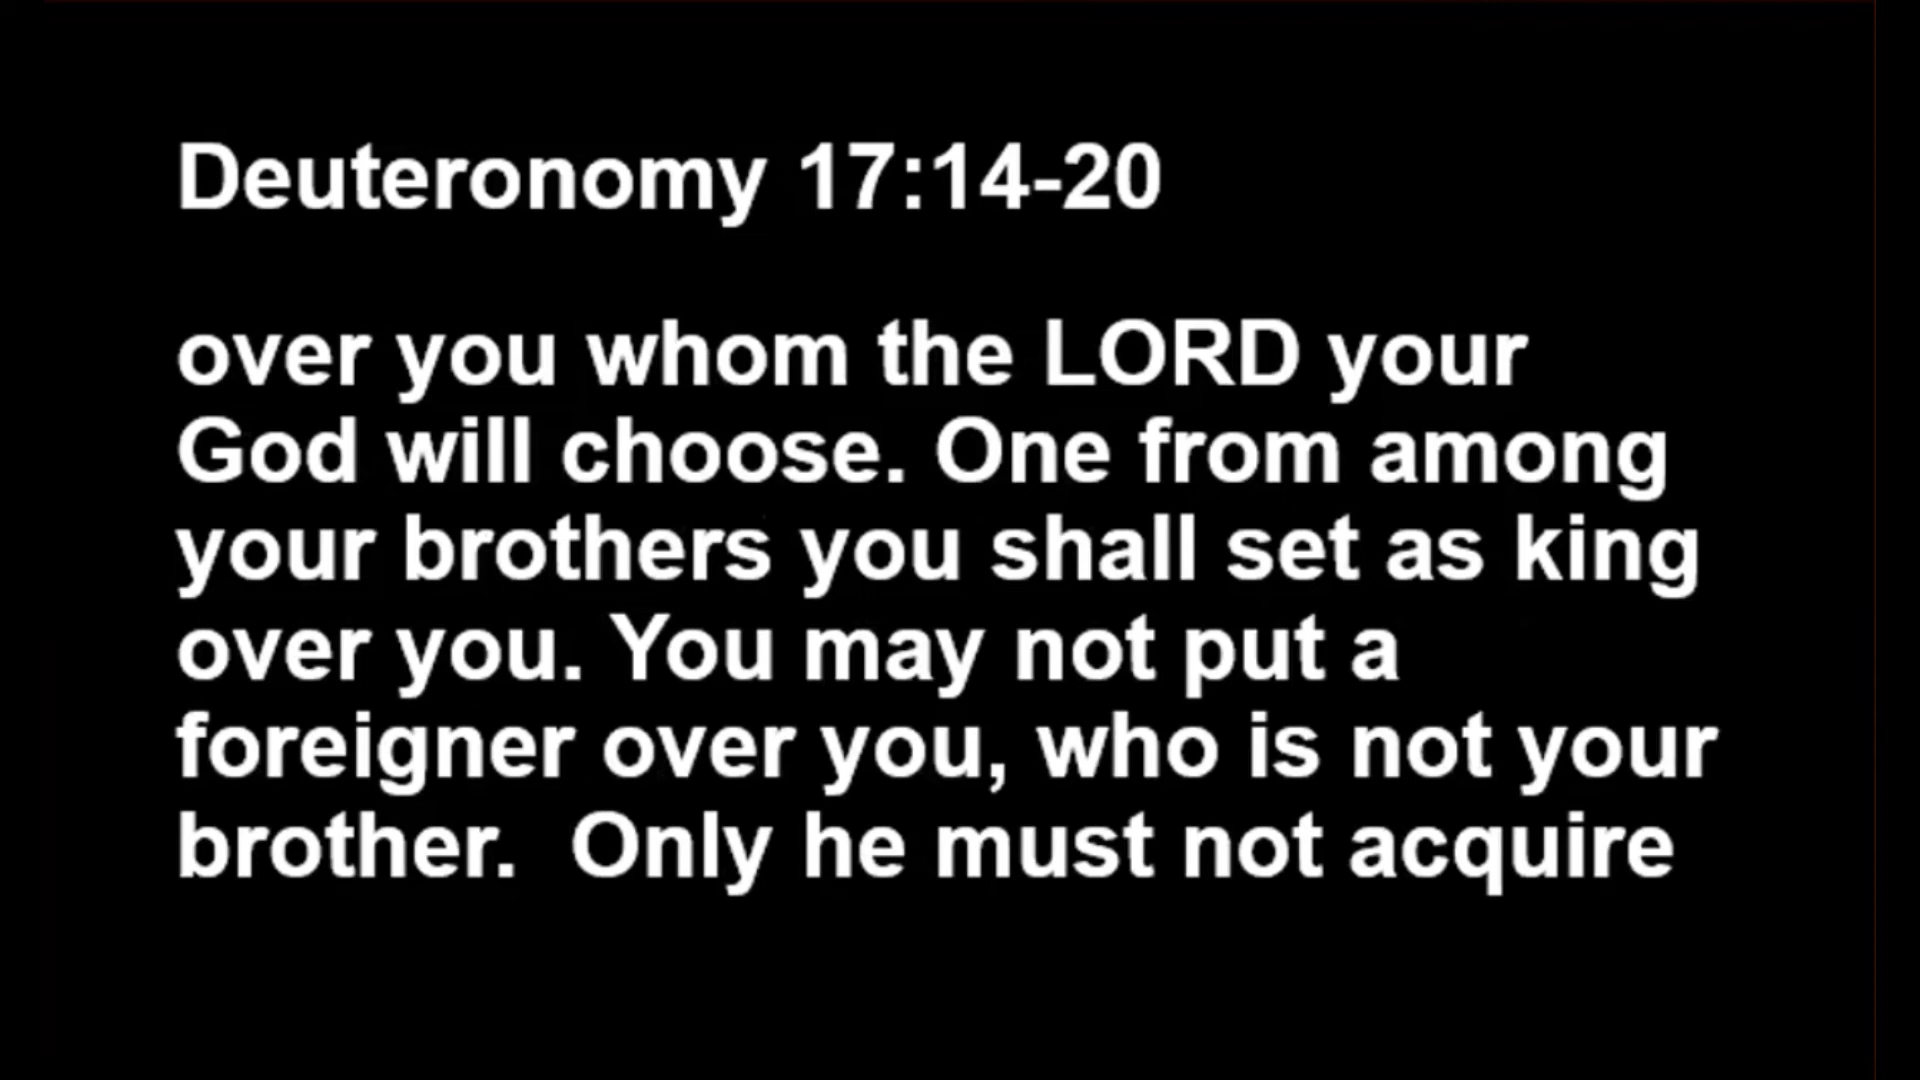 Deuteronomy 17:14-20
over you whom the LORD your
God will choose. One from among
your brothers you shall set as king
over you. You may not put a
foreigner over you, who is not your
brother.  Only he must not acquire